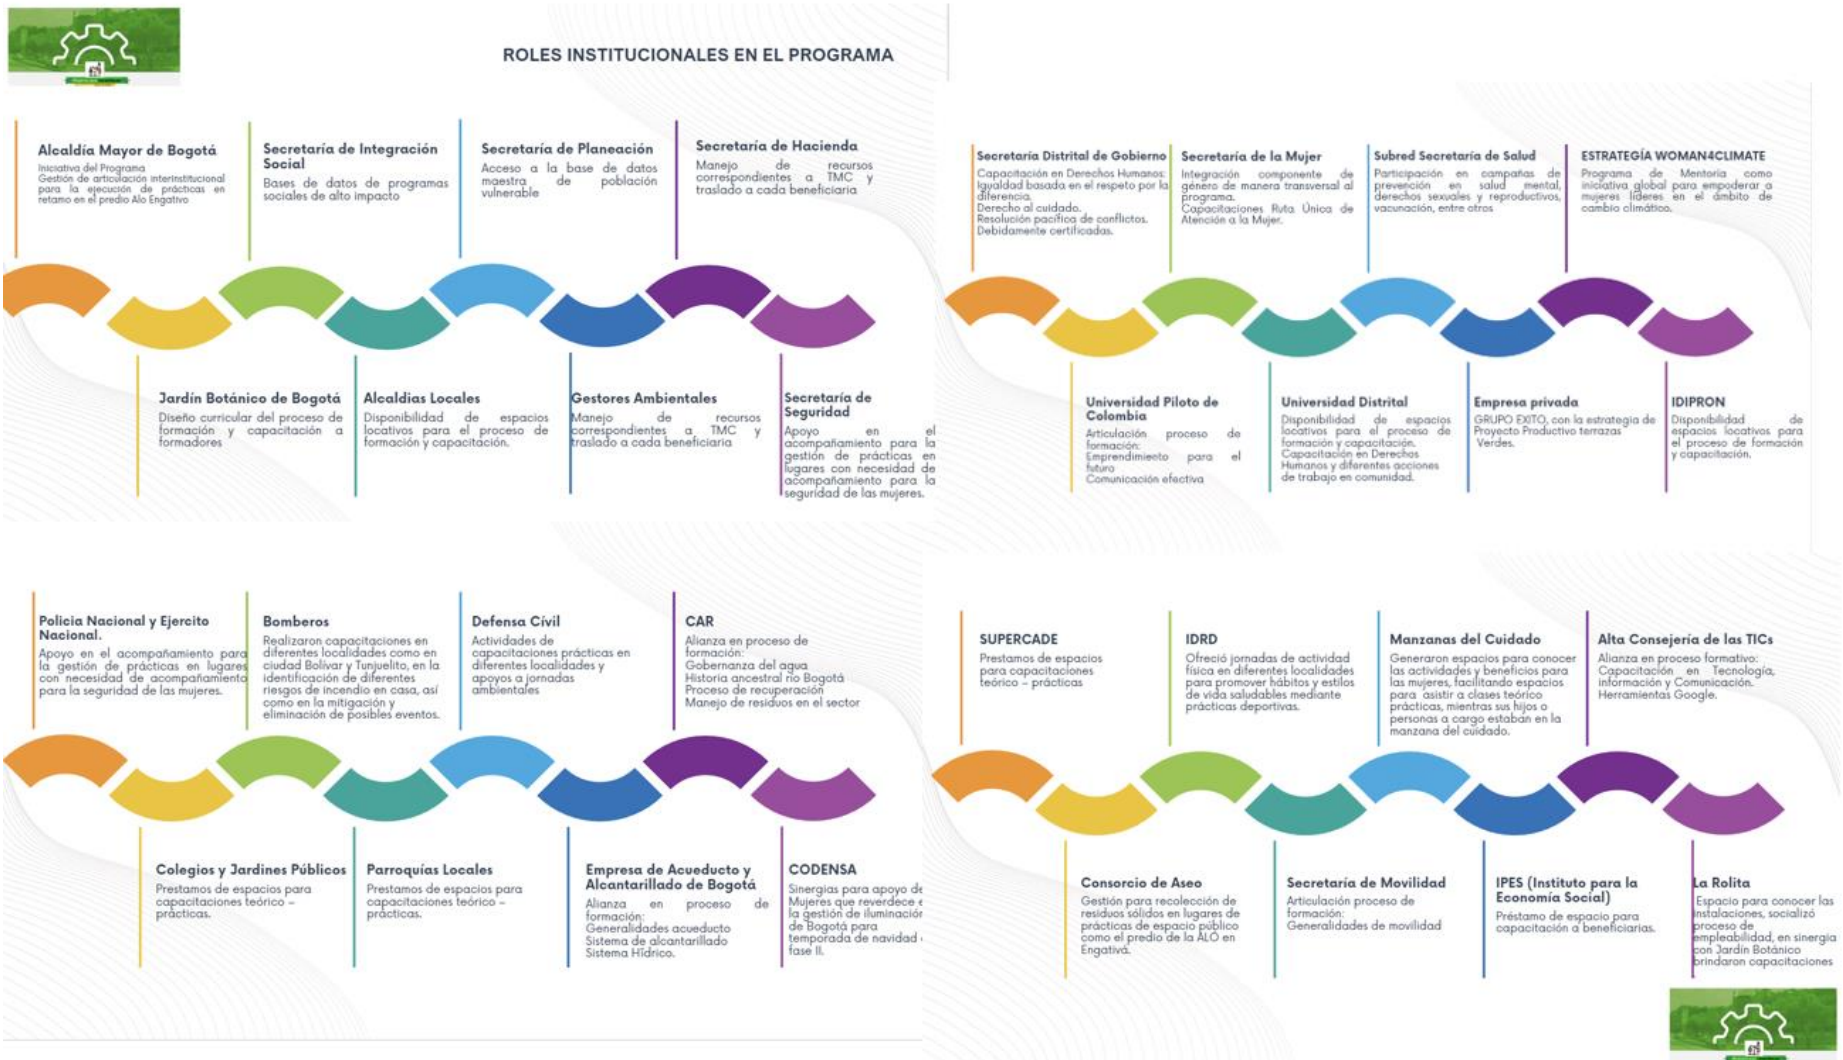 ROLES INSTITUCIONALES EN EL PROGRAMA
Alcaldía Mayor de Bogotá
Iniciativa del Programa
Gestión de articulación interinstitucional
para la ejecución de prácticas en
retamo en el predio Alo Engativo
Secretaría de Integración
Social
Bases de datos de programas
sociales de alto impacto
Secretaría de Planeación
Acceso a la base de datos
maestra de población
vulnerable
Secretaría de Hacienda
Manejo de recursos
correspondientes a TMC y
traslado a cada beneficiaria
Jardín Botánico de Bogotá
Diseño curricular del proceso de
formación y capacitación a
formadores
Alcaldias Locales
Disponibilidad de espacios
locativos para el proceso de
formación y capacitación.
Gestores Ambientales
Manejo de recursos
correspondientes a TMC y
traslado a cada beneficiaria
Secretaría de
Seguridad
Apoyo en el
acompañamiento para la
gestión de prácticas en
lugares con necesidad de
acompañamiento para la
seguridad de las mujeres.
Secretaría Distrital de Gobierno
Capacitación en Derechos Humanos:
Igualdad basada en el respeto por la
diferencia.
Derecho al cuidado.
Resolución pacífica de conflictos.
Debidamente certificadas.
Secretaría de la Mujer
Integración componente de
género de manera transversal al
programa.
Capacitaciones Ruta Única de
Atención a la Mujer.
Subred Secretaría de Salud
Participación en campañas de
prevención en salud mental,
derechos sexuales y reproductivos,
vacunación, entre otros
ESTRATEGÍA WOMAN4CLIMATE
Programa de Mentoría como
iniciativa global para empoderar a
mujeres líderes en el ámbito de
cambio climático.
Universidad Piloto de
Colombia
Articulación proceso de
formación:
Emprendimiento para el
futuro
Comunicación efectiva
Universidad Distrital
Disponibilidad de espacios
locativos para el proceso de
formación y capacitación.
Capacitación en Derechos
Humanos y diferentes acciones
de trabajo en comunidad.
Empresa privada
GRUPO EXITO, con la estrategia de
Proyecto Productivo terrazas
Verdes.
IDIPRON
Disponibilidad de
espacios locativos para
el proceso de formación
y capacitación.
Policia Nacional y Ejercito
Nacional.
Apoyo en el acompañamiento para
la gestión de prácticas en lugares
con necesidad de acompañamiento
para la seguridad de las mujeres.
Bomberos
Realizaron capacitaciones en
diferentes localidades como en
ciudad Bolívar y Tunjuelito, en la
identificación de diferentes
riesgos de incendio en casa, así
como en la mitigación y
eliminación de posibles eventos.
Defensa Cívil
Actividades de
capacitaciones prácticas en
diferentes localidades y
apoyos a jornadas
ambientales
CAR
Alianza en proceso de
formación:
Gobernanza del agua
Historia ancestral rio Bogotá
Proceso de recuperación
Manejo de residuos en el sector
Colegios y Jardines Públicos
Prestamos de espacios para
capacitaciones teórico –
prácticas.
Parroquías Locales
Prestamos de espacios para
capacitaciones teórico –
prácticas.
Empresa de Acueducto y
Alcantarillado de Bogotá
Alianza en proceso de
formación:
Generalidades acueducto
Sistema de alcantarillado
Sistema Hídrico.
CODENSA
Sinergias para apoyo de
Mujeres que reverdece e
la gestión de iluminación
de Bogotá para
temporada de navidad
fase II.
SUPERCADE
Prestamos de espacios
para capacitaciones
teórico – prácticas
IDRD
Ofreció jornadas de actividad
física en diferentes localidades
para promover hábitos y estilos
de vida saludables mediante
prácticas deportivas.
Manzanas del Cuidado
Generaron espacios para conocer
las actividades y beneficios para
las mujeres, facilitando espacios
para asistir a clases teórico
prácticas, mientras sus hijos o
personas a cargo estaban en la
manzana del cuidado.
Alta Consejería de las TICs
Alianza en proceso formativo:
Capacitación en Tecnología,
información y Comunicación.
Herramientas Google.
Consorcio de Aseo
Gestión para recolección de
residuos sólidos en lugares de
prácticas de espacio público
como el predio de la ALO en
Engativá.
Secretaría de Movilidad
Articulación proceso de
formación:
Generalidades de movilidad
IPES (Instituto para la
Economía Social)
Préstamo de espacio para
capacitación a beneficiarias.
La Rolita
Espacio para conocer las
instalaciones, socializó
proceso de
empleabilidad, en sinergia
con Jardín Botánico
brindaron capacitaciones